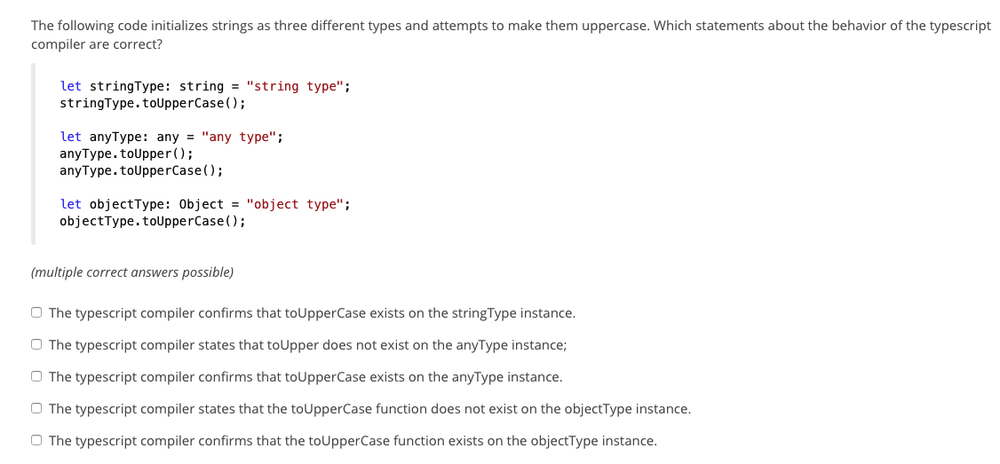 The following code initializes strings as three different types and attempts to make them uppercase. Which statements about the behavior of the typescript
compiler are correct?
let stringType: string = "string type";
stringType.toUpperCase();
let anyType: any = "any type";
anyType.toUpper();
anyType.toUpperCase();
let objectType: Object = "object type";
objectType.toUpperCase();
(multiple correct answers possible)
The typescript compiler confirms that toUpperCase exists on the stringType instance.
The typescript compiler states that toUpper does not exist on the anyType instance;
The typescript compiler confirms that toUpperCase exists on the anyType instance.
The typescript compiler states that the toUpperCase function does not exist on the objectType instance.
The typescript compiler confirms that the toUpperCase function exists on the objectType instance.